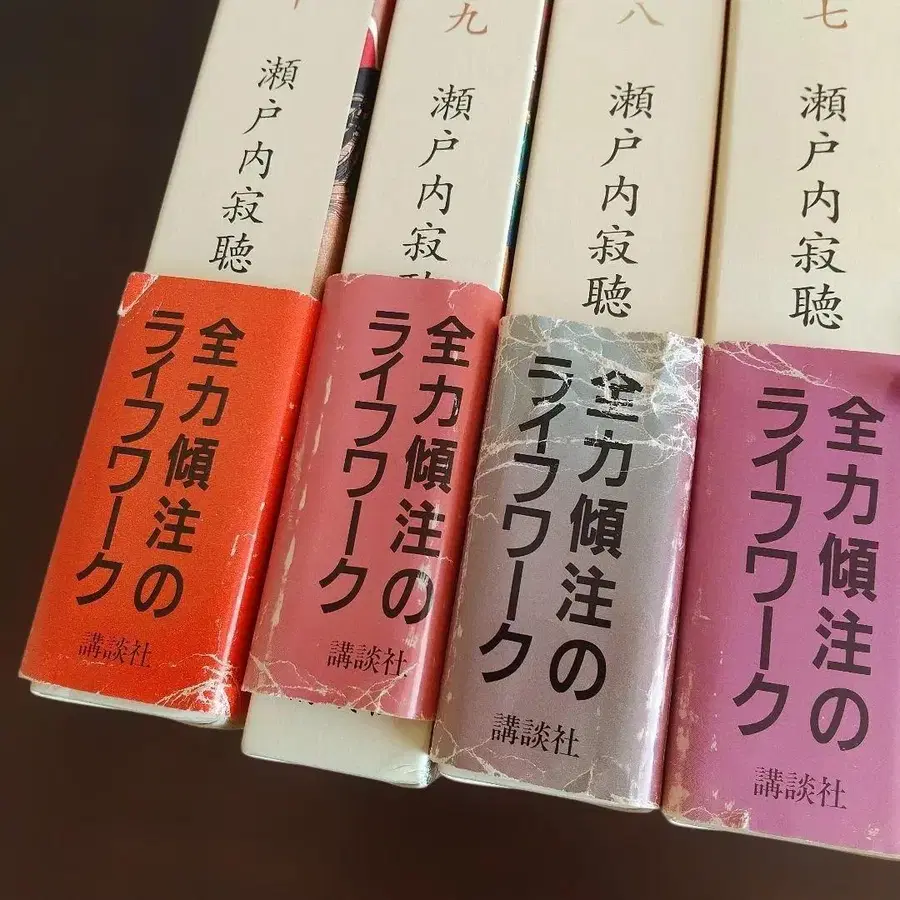 七
瀬戸内寂聴
全力傾注の
ライフワーク
講談社
八
瀬戸内寂聴
全力傾注の
ライフワーク
講談社
九
瀬戸内寂聴
全力傾注の
ライフワーク
講談社
瀬戸内寂聴
全力傾注の
ライフワーク
講談社